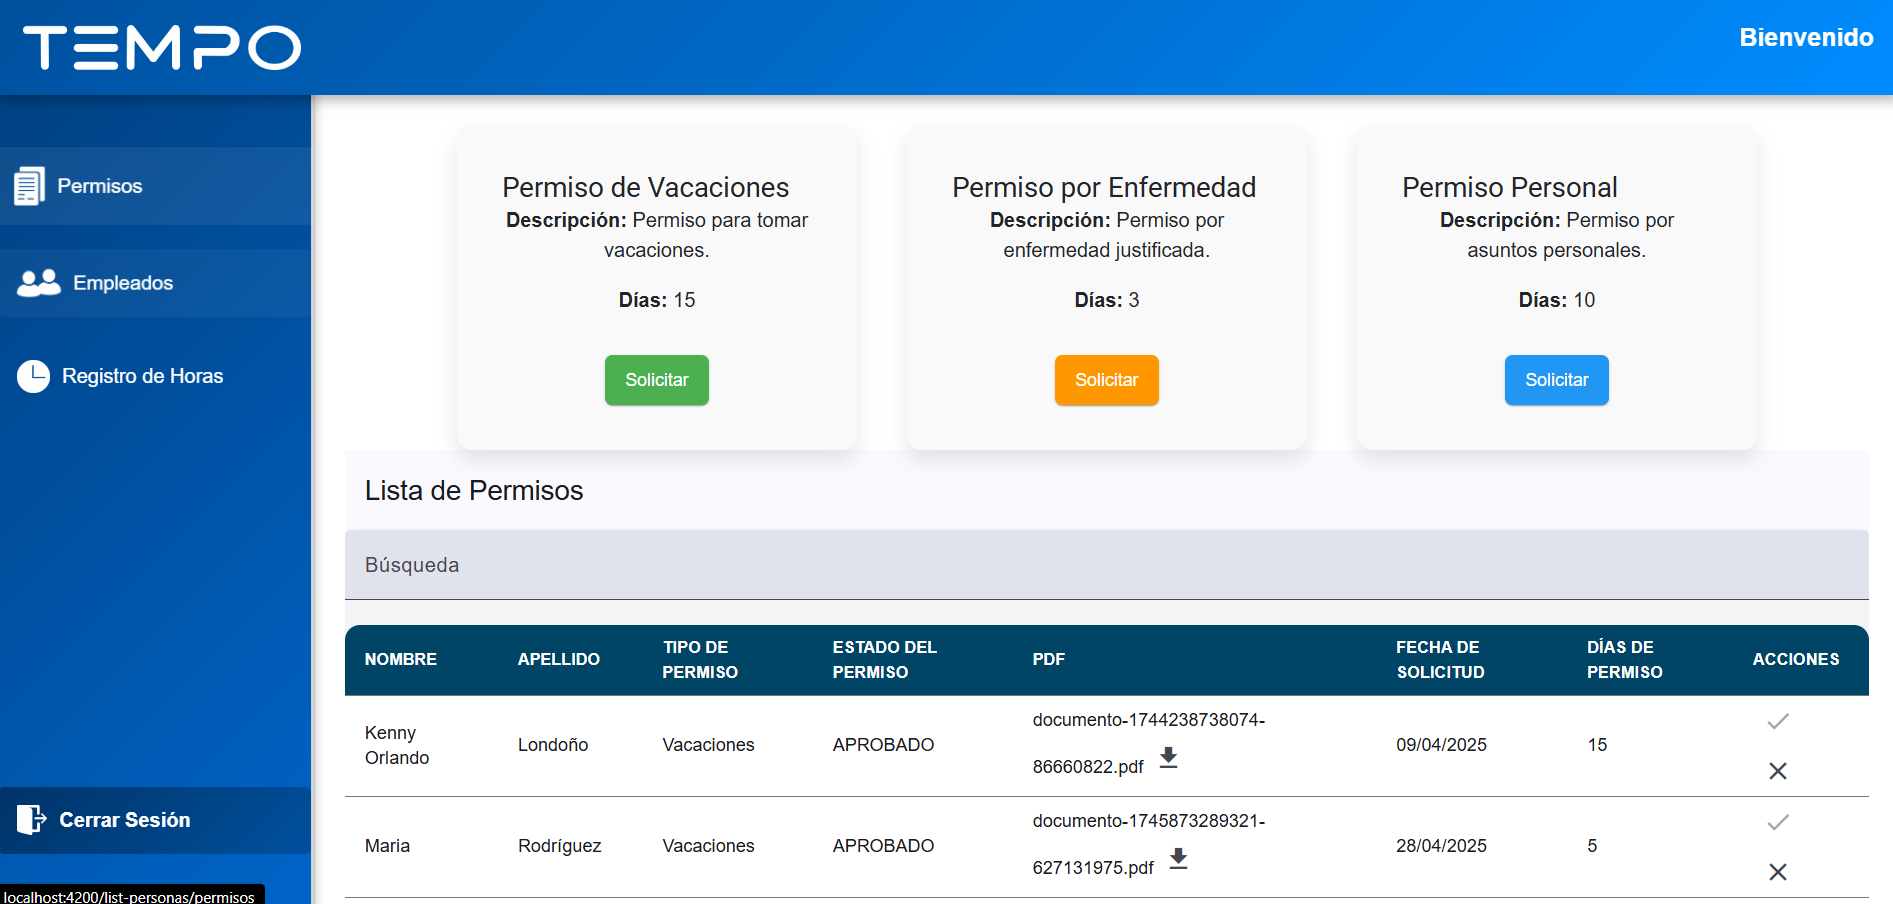 TEMPO
Bienvenido
Permisos
Empleados
Registro de Horas
Cerrar Sesión
localhost:4200/list-personas/permisos
Permiso de Vacaciones
Descripción: Permiso para tomar
vacaciones.
Días: 15
Solicitar
Permiso por Enfermedad
Descripción: Permiso por
enfermedad justificada.
Días: 3
Solicitar
Permiso Personal
Descripción: Permiso por
asuntos personales.
Días: 10
Solicitar
Lista de Permisos
Búsqueda
NOMBRE
APELLIDO
TIPO DE
PERMISO
ESTADO DEL
PERMISO
PDF
FECHA DE
SOLICITUD
DÍAS DE
PERMISO
ACCIONES
Kenny
Orlando
Londoño
Vacaciones
APROBADO
documento-1744238738074-
86660822.pdf
09/04/2025
15
Maria
Rodríguez
Vacaciones
APROBADO
documento-1745873289321-
627131975.pdf
28/04/2025
5